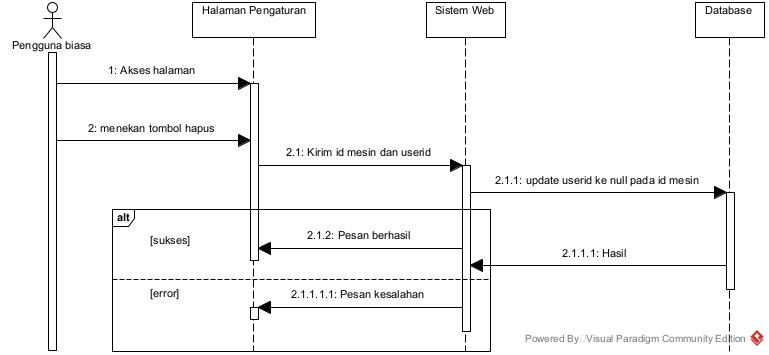 Halaman Pengaturan
Sistem Web
Database
Pengguna biasa
1: Akses halaman
2: menekan tombol hapus
2.1: Kirim id mesin dan userid
2.1.1: update userid ke null pada id mesin
alt
[sukses]
2.1.2: Pesan berhasil
2.1.1.1: Hasil
[error]
2.1.1.1.1: Pesan kesalahan
Powered By Visual Paradigm Community Edition